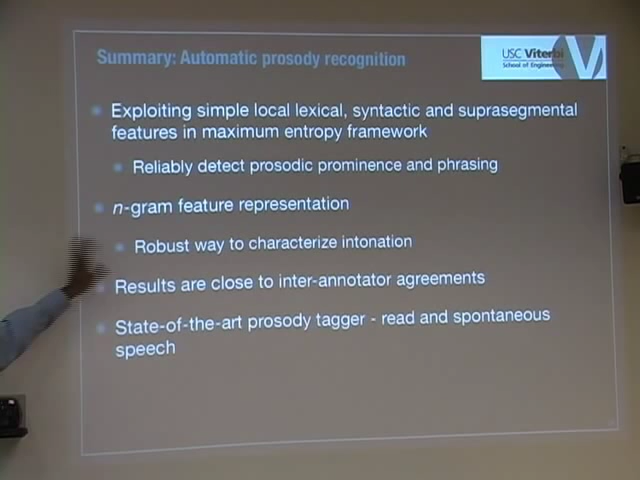 Summary: Automatic prosody recognition
USC Viterbi
School of Engineering
Exploiting simple local lexical, syntactic and suprasegmental
features in maximum entropy framework
Reliably detect prosodic prominence and phrasing
n-gram feature representation
Robust way to characterize intonation
Results are close to inter-annotator agreements
State-of-the-art prosody tagger - read and spontaneous
speech